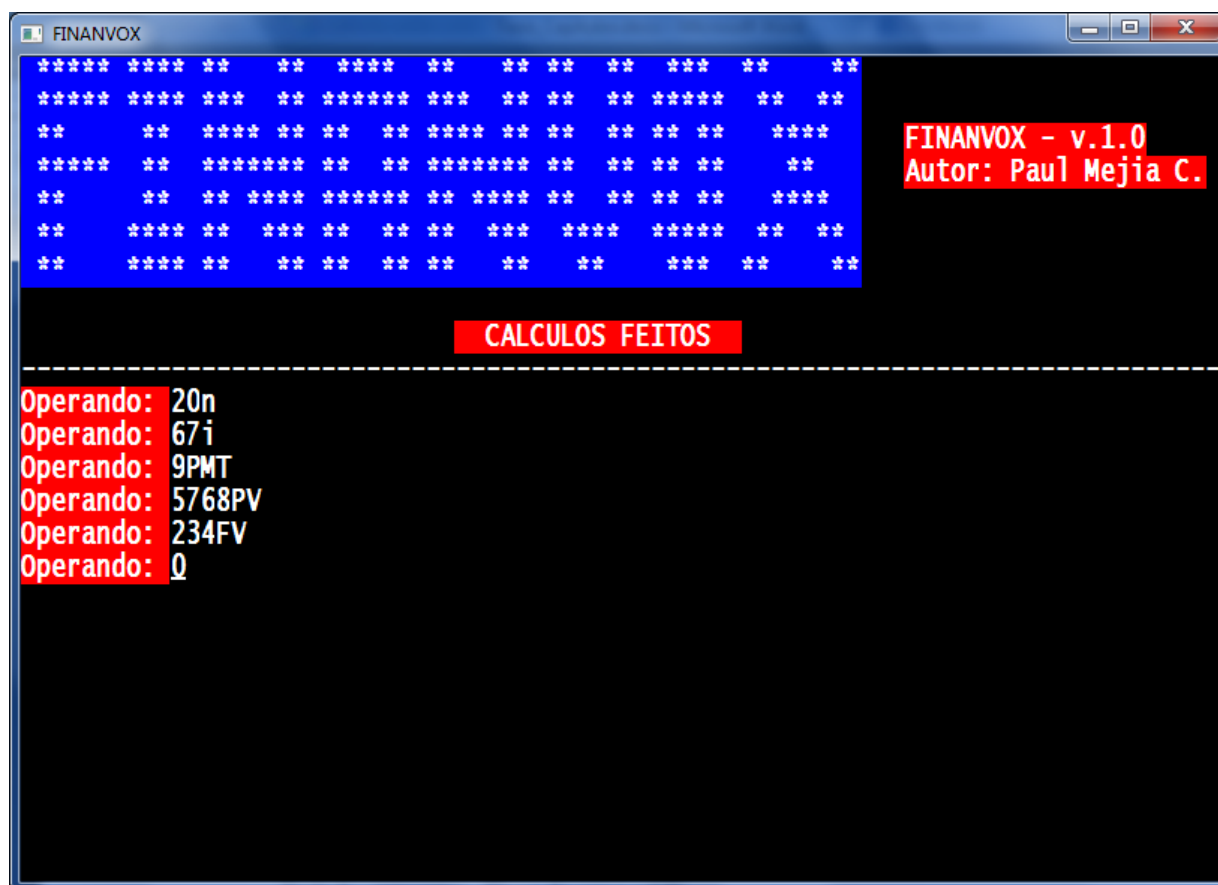 FINANVOX
***** **** **   **  ****  **   ** **  **  ***  **     **
***** **** ***  ** ****** ***  ** **  ** *****  **  **
**     **  **** ** **  ** **** ** **  ** ** **   ****
*****  **  ******* **  ** ******* **  ** ** **    **
**     **  ** **** ****** ** **** **  ** ** **   ****
**    **** **  *** **  ** **  ***  ****  *****  **  **
**    **** **   ** **  ** **   **   **    ***  **     **
FINANVOX - v.1.0
Autor: Paul Mejia C.
CALCULOS FEITOS
--------------------------------------------------------------------------------
Operando: 20n
Operando: 67i
Operando: 9PMT
Operando: 5768PV
Operando: 234FV
Operando: Q